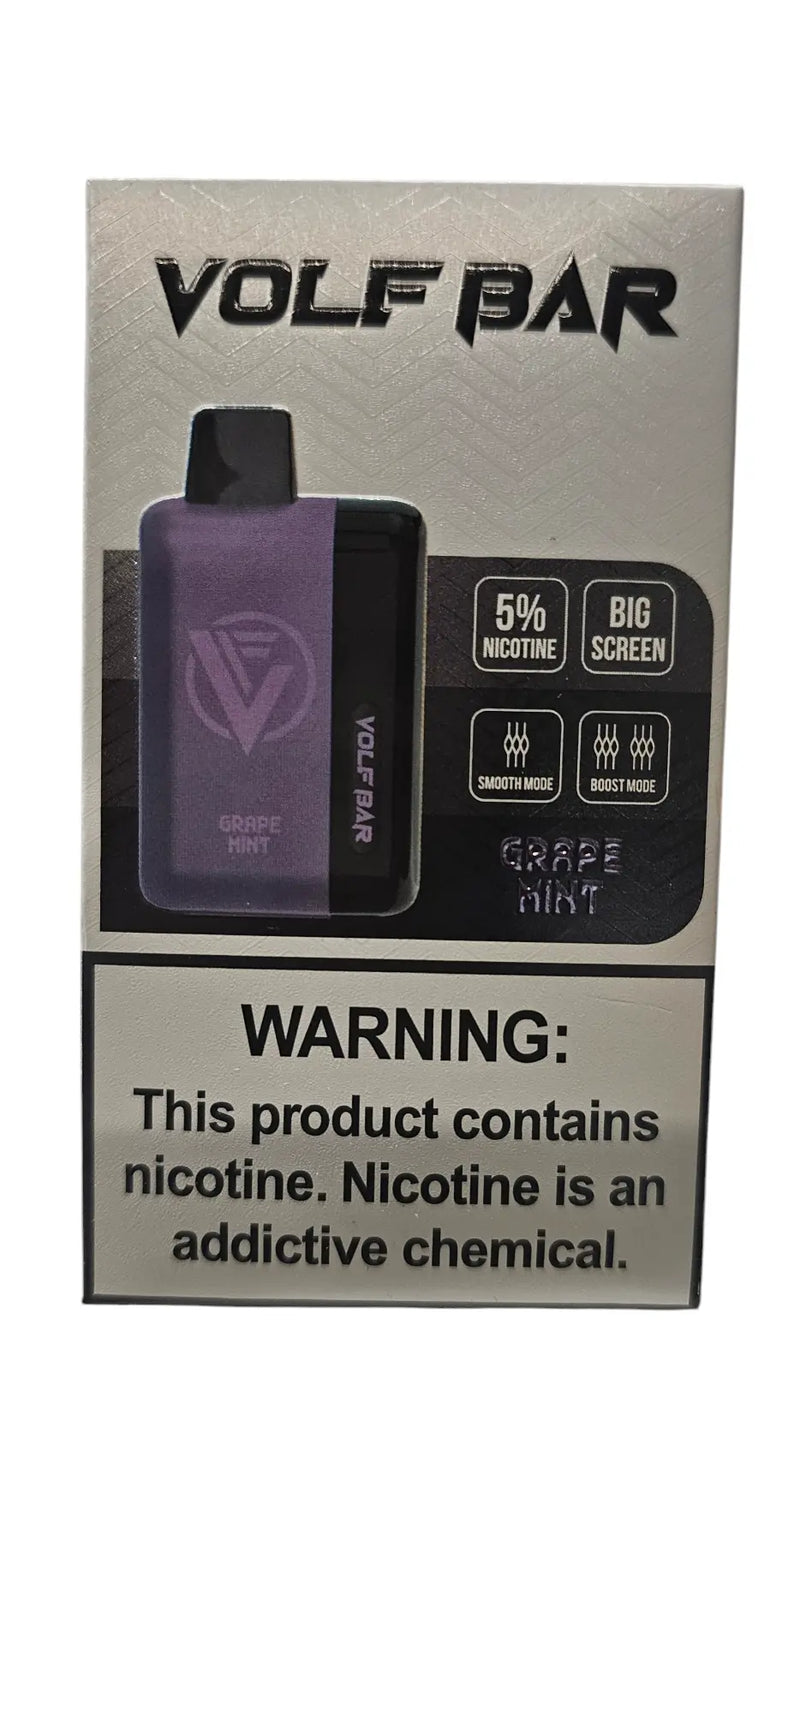 VOLF BAR
5%
NICOTINE
BIG
SCREEN
SMOOTH MODE
BOOST MODE
VOLF BAR
GRAPE
MINT
GRAPE
MINT
WARNING:
This product contains
nicotine. Nicotine is an
addictive chemical.